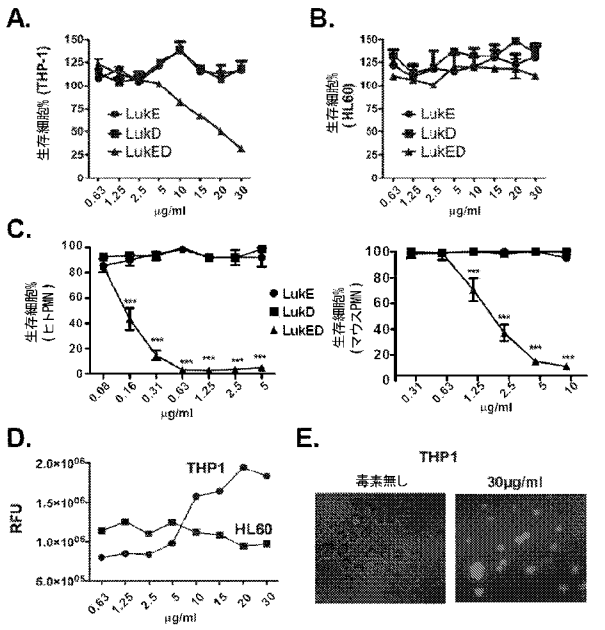 A.
生存細胞% (THP-1)
150
125
100
75
50
25
0
LukE
LukD
LukED
0.63
1.25
2.5
5
10
15
20
30
µg/ml
B.
生存細胞%
( HL60)
150
125
100
75
50
25
0
LukE
LukD
LukED
0.63
1.25
2.5
5
10
15
20
30
µg/ml
C.
生存細胞%
(ヒトPMN)
100
80
60
40
20
0
***
***
***
***
***
***
0.08
0.16
0.31
0.63
1.25
2.5
5
µg/ml
LukE
LukD
LukED
生存細胞%
(マウスPMN)
100
80
60
40
20
0
***
***
***
***
0.31
0.63
1.25
2.5
5
10
µg/ml
D.
RFU
2.0×10⁰⁶
1.5×10⁰⁶
1.0×10⁰⁶
5.0×10⁰⁵
THP1
HL60
0.63
1.25
2.5
5
10
15
20
30
µg/ml
E.
THP1
毒素無し
30µg/ml